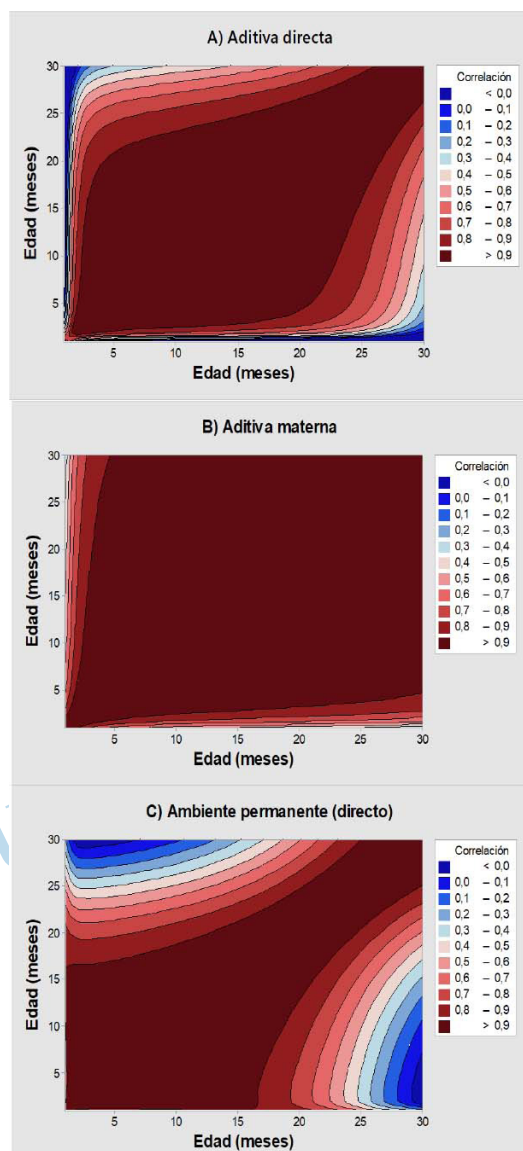 A) Aditiva directa
Correlación
< 0,0
0,0 – 0,1
0,1 – 0,2
0,2 – 0,3
0,3 – 0,4
0,4 – 0,5
0,5 – 0,6
0,6 – 0,7
0,7 – 0,8
0,8 – 0,9
> 0,9
Edad (meses)
30
25
20
15
10
5
5 10 15 20 25 30
Edad (meses)
B) Aditiva materna
Correlación
< 0,0
0,0 – 0,1
0,1 – 0,2
0,2 – 0,3
0,3 – 0,4
0,4 – 0,5
0,5 – 0,6
0,6 – 0,7
0,7 – 0,8
0,8 – 0,9
> 0,9
Edad (meses)
30
25
20
15
10
5
5 10 15 20 25 30
Edad (meses)
C) Ambiente permanente (directo)
Correlación
< 0,0
0,0 – 0,1
0,1 – 0,2
0,2 – 0,3
0,3 – 0,4
0,4 – 0,5
0,5 – 0,6
0,6 – 0,7
0,7 – 0,8
0,8 – 0,9
> 0,9
Edad (meses)
30
25
20
15
10
5
5 10 15 20 25 30
Edad (meses)